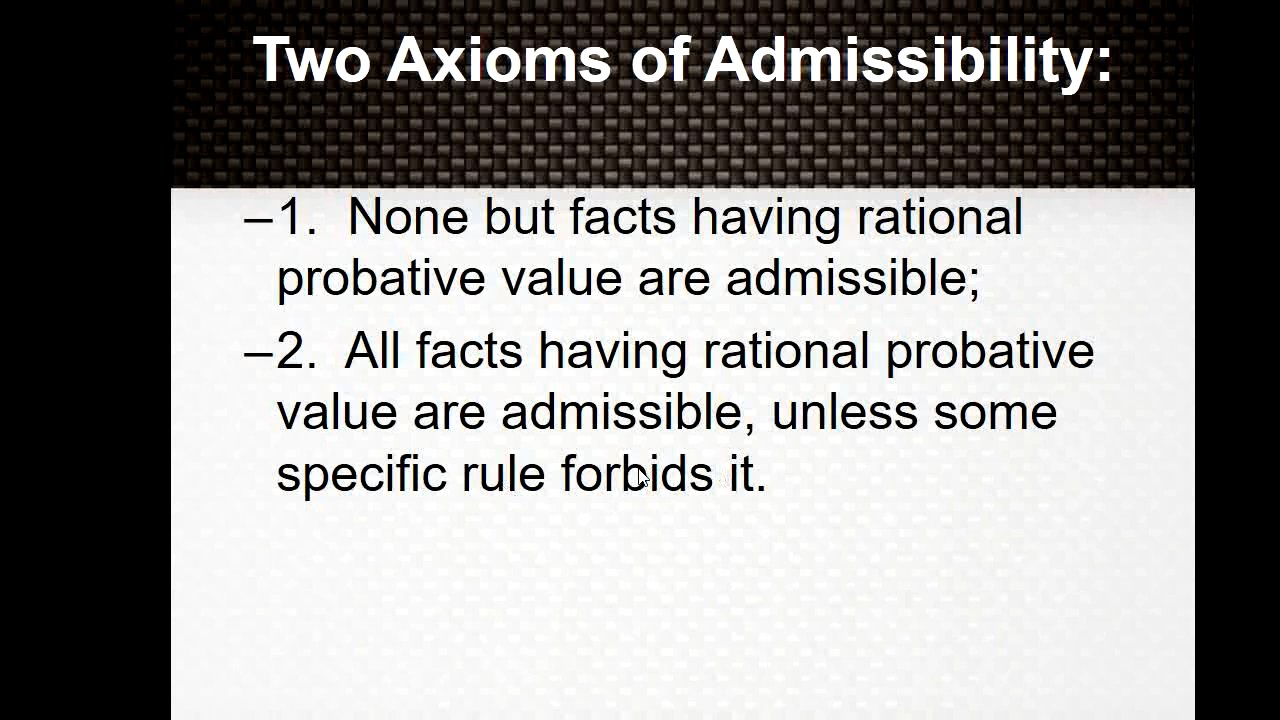 Two Axioms of Admissibility:
–1.  None but facts having rational
probative value are admissible;
–2.  All facts having rational probative
value are admissible, unless some
specific rule forbids it.